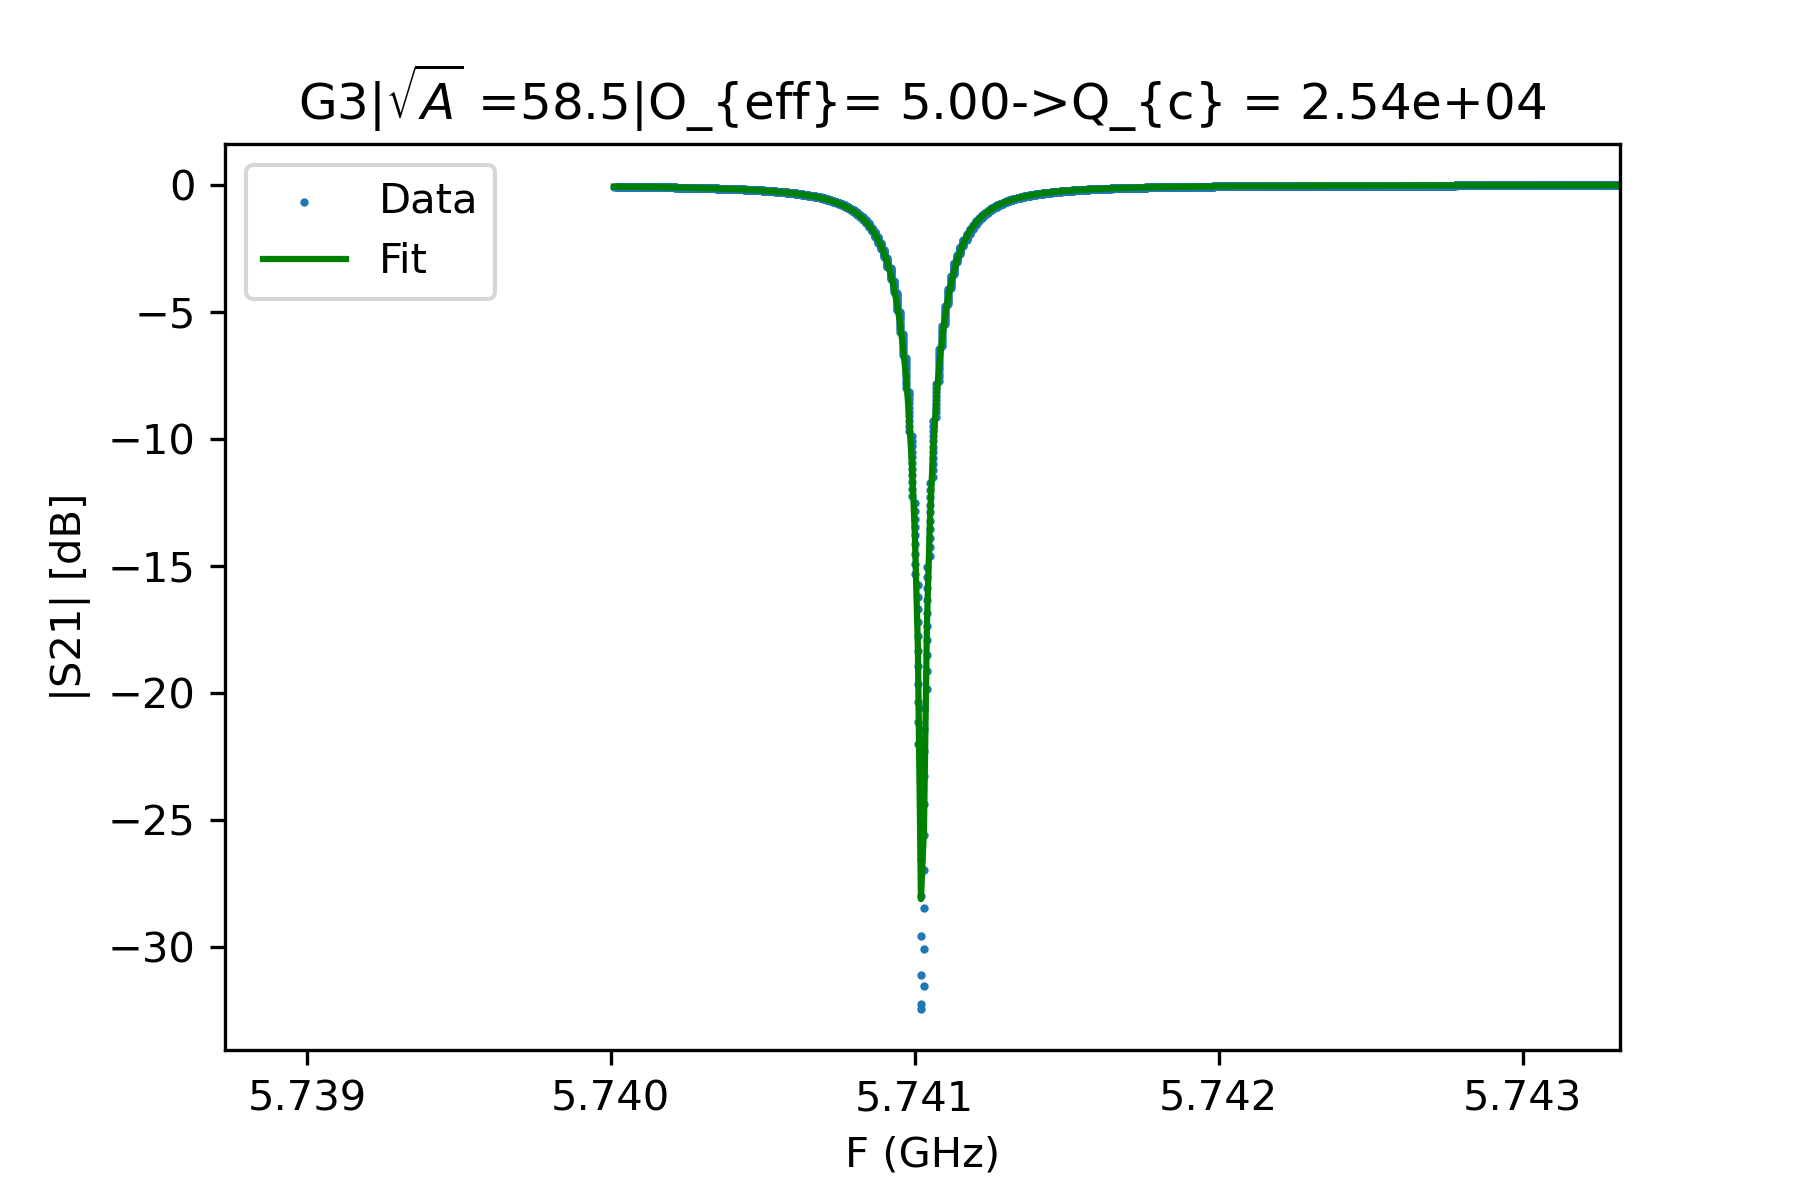 G3|√A =58.5|O_{eff}= 5.00->Q_{c} = 2.54e+04
Data
Fit
0
−5
−10
−15
−20
−25
−30
|S21| [dB]
5.739 5.740 5.741 5.742 5.743
F (GHz)